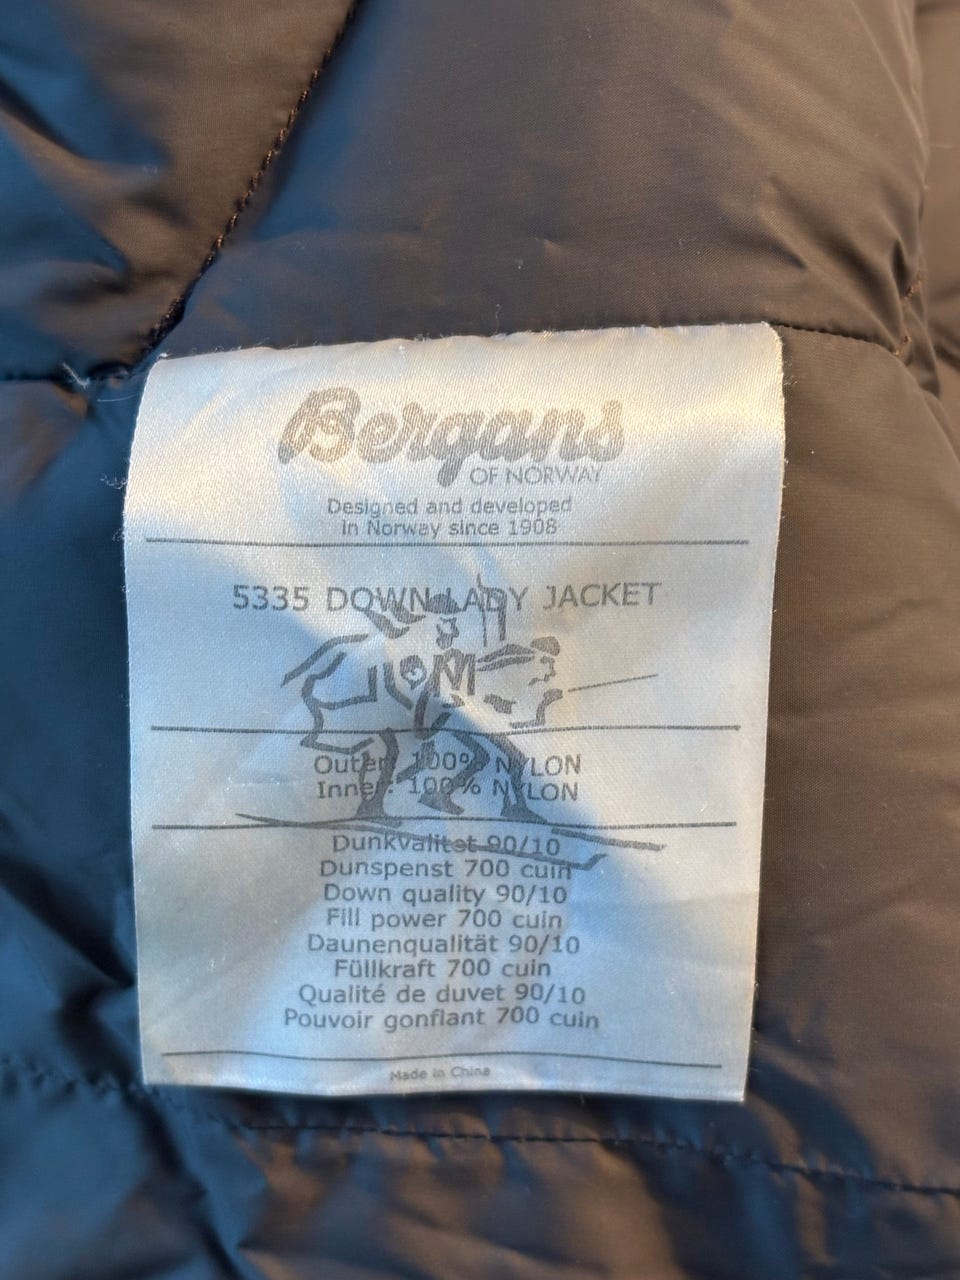 Bergans
OF NORWAY
Designed and developed
in Norway since 1908
5335 DOWN LADY JACKET
M
Outer: 100% NYLON
Inner: 100% NYLON
Dunkvalitet 90/10
Dunspenst 700 cuin
Down quality 90/10
Fill power 700 cuin
Daunenqualität 90/10
Füllkraft 700 cuin
Qualité de duvet 90/10
Pouvoir gonflant 700 cuin
Made in China